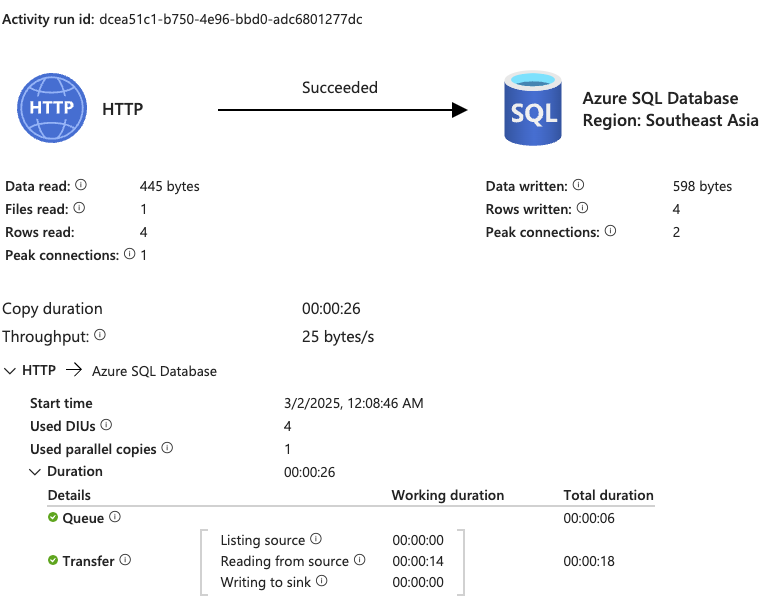 Activity run id: dcea51c1-b750-4e96-bbd0-adc6801277dc
Succeeded
HTTP HTTP
SQL Azure SQL Database
Region: Southeast Asia
Data read: 445 bytes Data written: 598 bytes
Files read: 1 Rows written: 4
Rows read: 4 Peak connections: 2
Peak connections: 1
Copy duration 00:00:26
Throughput: 25 bytes/s
HTTP → Azure SQL Database
Start time 3/2/2025, 12:08:46 AM
Used DIUs 4
Used parallel copies 1
Duration 00:00:26
Details Working duration Total duration
Queue 00:00:06
Listing source 00:00:00
Transfer Reading from source 00:00:14 00:00:18
Writing to sink 00:00:00